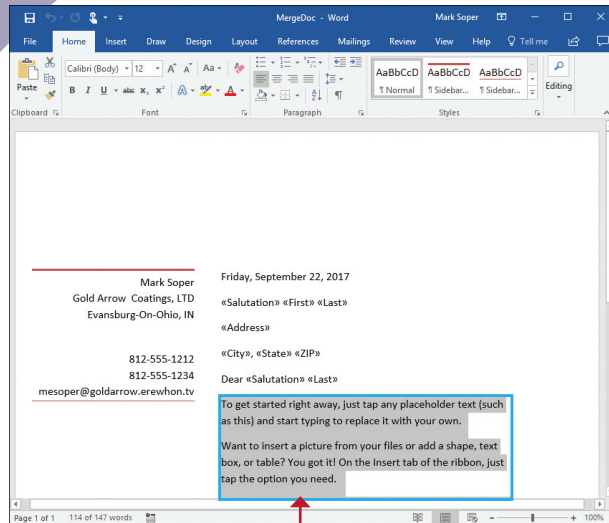 MergeDoc - Word
Mark Soper
File Home Insert Draw Design Layout References Mailings Review View Help Tell me
Calibri (Body) 12 A A Aa
Paste
B I U abc x₂ x² A ab A
AaBbCcD AaBbCcD AaBbCcD
¶ Normal ¶ Sidebar... ¶ Sidebar...
Editing
Clipboard Font Paragraph Styles
Mark Soper
Gold Arrow Coatings, LTD
Evansburg-On-Ohio, IN
812-555-1212
812-555-1234
mesoper@goldarrow.erewhon.tv
Friday, September 22, 2017
«Salutation» «First» «Last»
«Address»
«City», «State» «ZIP»
Dear «Salutation» «Last»
To get started right away, just tap any placeholder text (such
as this) and start typing to replace it with your own.
Want to insert a picture from your files or add a shape, text
box, or table? You got it! On the Insert tab of the ribbon, just
tap the option you need.
Page 1 of 1 114 of 147 words 100%